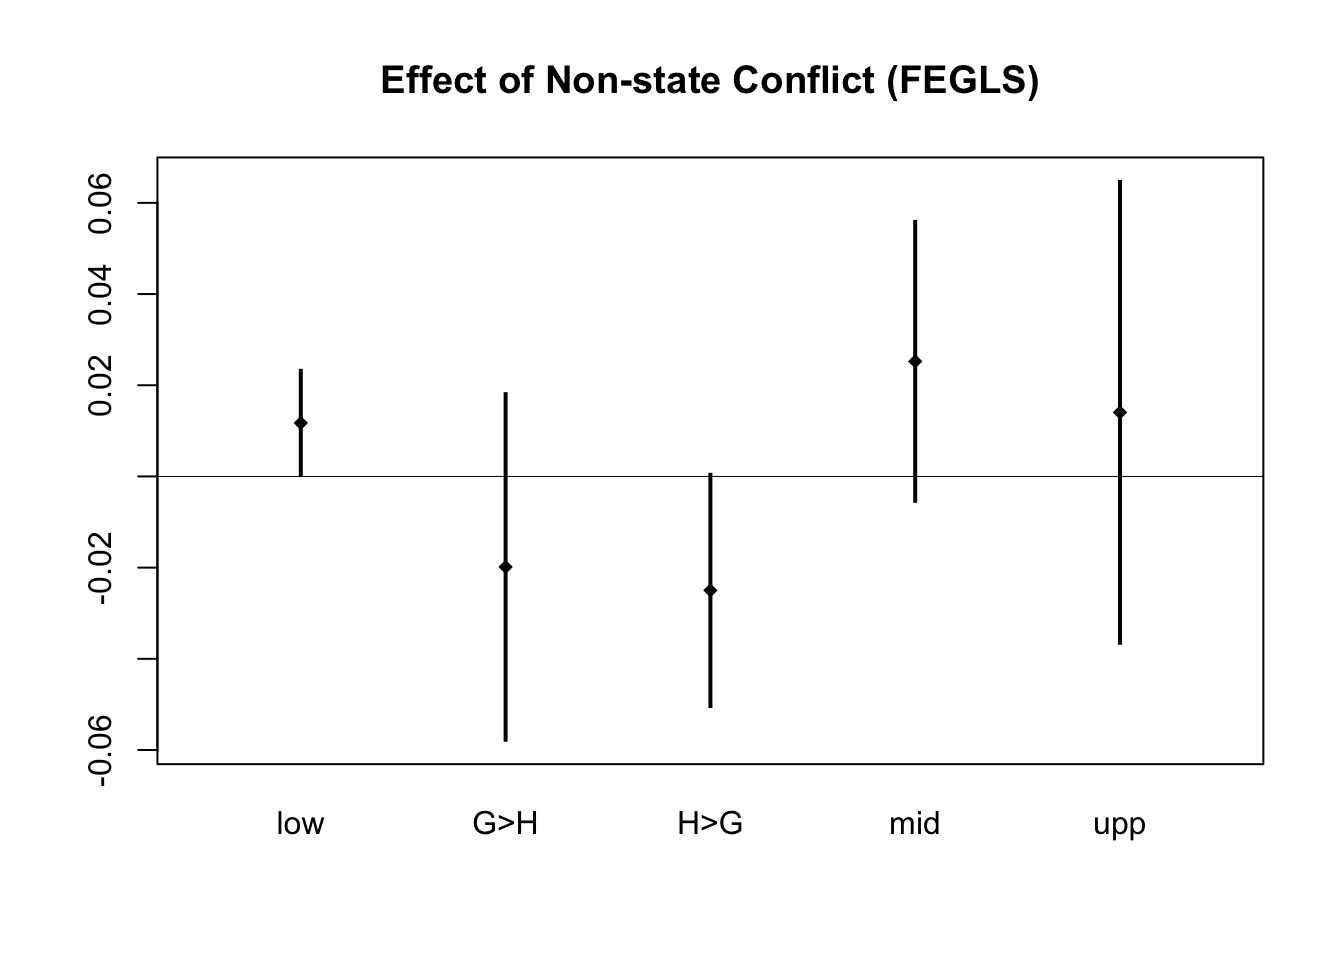 Effect of Non-state Conflict (FEGLS)
0.06
0.04
0.02
-0.02
-0.06
low G>H H>G mid upp